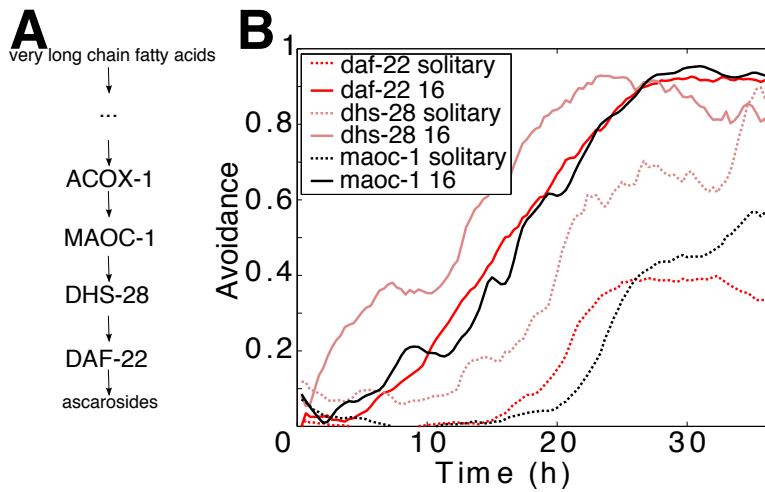 A
very long chain fatty acids
...
ACOX-1
MAOC-1
DHS-28
DAF-22
ascarosides
B
1
0.8
0.6
0.4
0.2
Avoidance
daf-22 solitary
daf-22 16
dhs-28 solitary
dhs-28 16
maoc-1 solitary
maoc-1 16
0
10
20
30
Time (h)